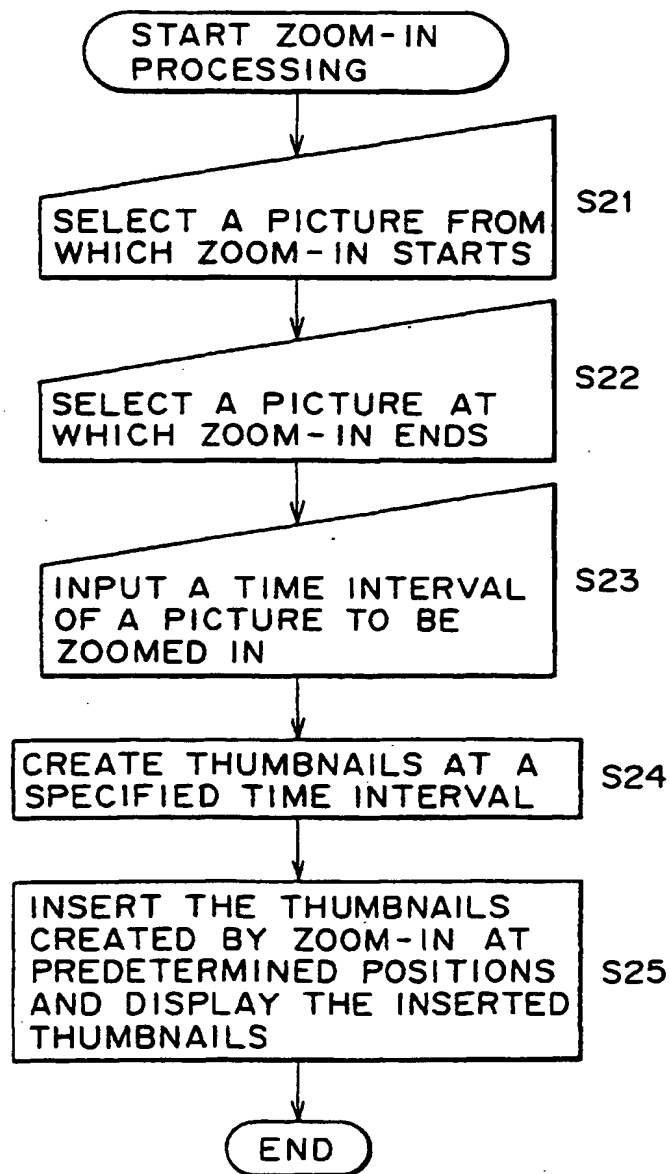 START ZOOM-IN
PROCESSING
SELECT A PICTURE FROM
WHICH ZOOM-IN STARTS
S21
SELECT A PICTURE AT
WHICH ZOOM-IN ENDS
S22
INPUT A TIME INTERVAL
OF A PICTURE TO BE
ZOOMED IN
S23
CREATE THUMBNAILS AT A
SPECIFIED TIME INTERVAL
S24
INSERT THE THUMBNAILS
CREATED BY ZOOM-IN AT
PREDETERMINED POSITIONS
AND DISPLAY THE INSERTED
THUMBNAILS
S25
END